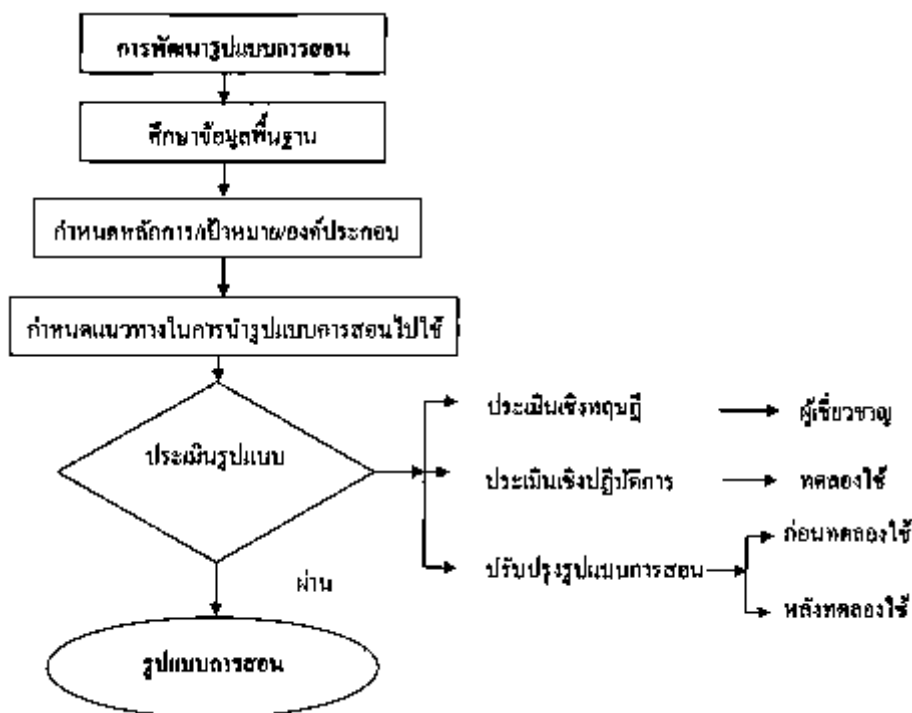 การพัฒนารูปแบบการสอน
ศึกษาข้อมูลพื้นฐาน
กำหนดหลักการ/เป้าหมาย/องค์ประกอบ
กำหนดแนวทางในการนำรูปแบบการสอนไปใช้
ประเมินรูปแบบ
ประเมินเชิงทฤษฎี
ผู้เชี่ยวชาญ
ประเมินเชิงปฏิบัติการ
ทดลองใช้
ปรับปรุงรูปแบบการสอน
ก่อนทดลองใช้
หลังทดลองใช้
ผ่าน
รูปแบบการสอน